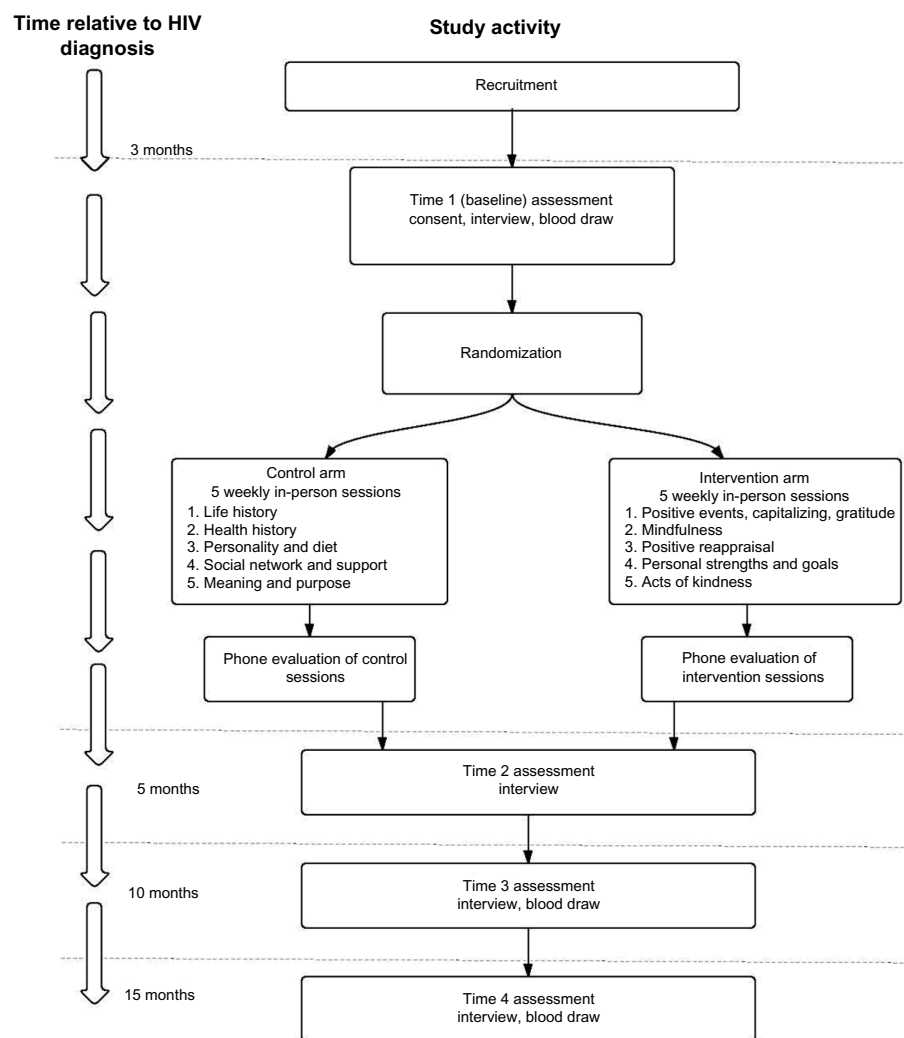 Time relative to HIV
diagnosis
Study activity
Recruitment
3 months
Time 1 (baseline) assessment
consent, interview, blood draw
Randomization
Control arm
5 weekly in-person sessions
1. Life history
2. Health history
3. Personality and diet
4. Social network and support
5. Meaning and purpose
Intervention arm
5 weekly in-person sessions
1. Positive events, capitalizing, gratitude
2. Mindfulness
3. Positive reappraisal
4. Personal strengths and goals
5. Acts of kindness
Phone evaluation of control
sessions
Phone evaluation of
intervention sessions
Time 2 assessment
interview
5 months
Time 3 assessment
interview, blood draw
10 months
Time 4 assessment
interview, blood draw
15 months